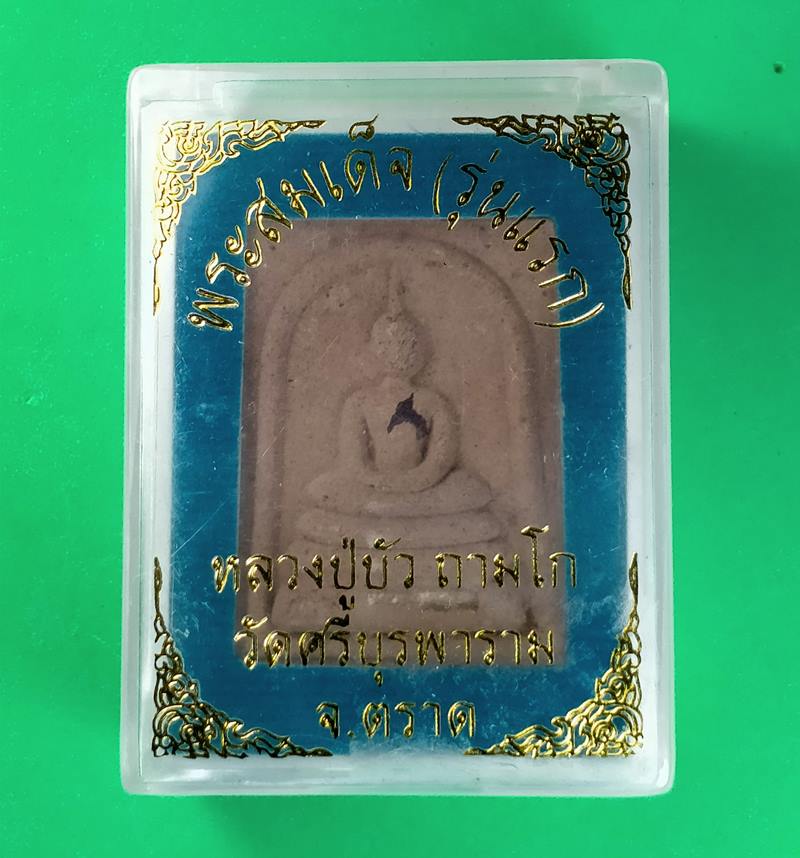 พระสมเด็จ (รุ่นแรก)
หลวงปู่บัว ถามโก
วัดศรีบุรพาราม
จ.ตราด